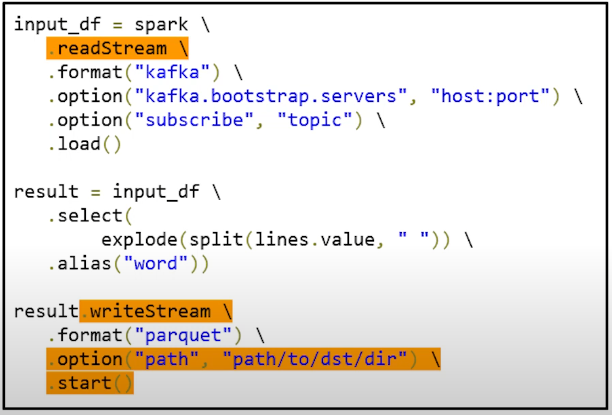 input_df = spark \
.readStream \
.format("kafka") \
.option("kafka.bootstrap.servers", "host:port") \
.option("subscribe", "topic") \
.load()
result = input_df \
.select(
explode(split(lines.value, " ")) \
.alias("word"))
result.writeStream \
.format("parquet") \
.option("path", "path/to/dst/dir") \
.start()